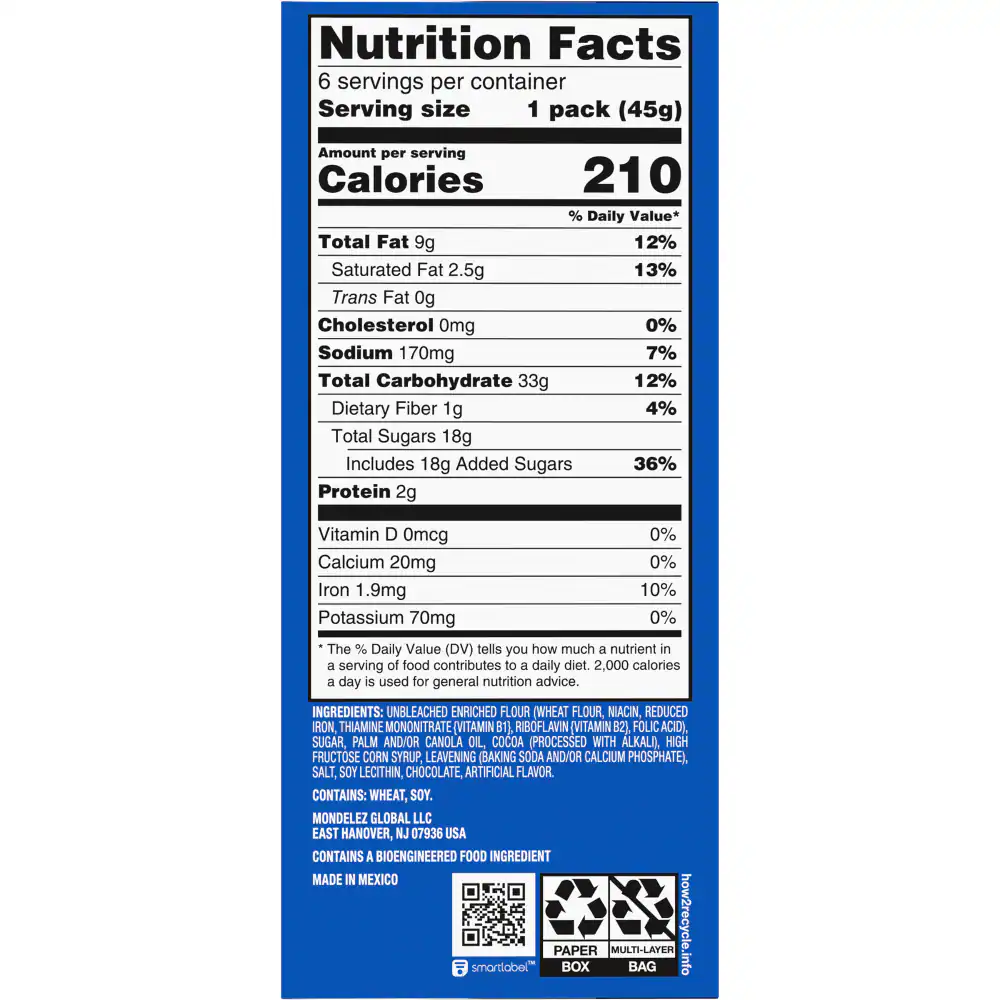 Nutrition Facts
6 servings per container
Serving size 1 pack (45g)
Amount per serving
Calories 210
% Daily Value*
Total Fat 9g 12%
Saturated Fat 2.5g 13%
Trans Fat 0g
Cholesterol 0mg 0%
Sodium 170mg 7%
Total Carbohydrate 33g 12%
Dietary Fiber 1g 4%
Total Sugars 18g
Includes 18g Added Sugars 36%
Protein 2g
Vitamin D 0mcg 0%
Calcium 20mg 0%
Iron 1.9mg 10%
Potassium 70mg 0%
* The % Daily Value (DV) tells you how much a nutrient in
a serving of food contributes to a daily diet. 2,000 calories
a day is used for general nutrition advice.
INGREDIENTS: UNBLEACHED ENRICHED FLOUR (WHEAT FLOUR, NIACIN, REDUCED
IRON, THIAMINE MONONITRATE {VITAMIN B1}, RIBOFLAVIN {VITAMIN B2}, FOLIC ACID),
SUGAR, PALM AND/OR CANOLA OIL, COCOA (PROCESSED WITH ALKALI), HIGH
FRUCTOSE CORN SYRUP, LEAVENING (BAKING SODA AND/OR CALCIUM PHOSPHATE),
SALT, SOY LECITHIN, CHOCOLATE, ARTIFICIAL FLAVOR.
CONTAINS: WHEAT, SOY.
MONDELEZ GLOBAL LLC
EAST HANOVER, NJ 07936 USA
CONTAINS A BIOENGINEERED FOOD INGREDIENT
MADE IN MEXICO
smartlabel™
PAPER
BOX
MULTI-LAYER
BAG
how2recycle.info